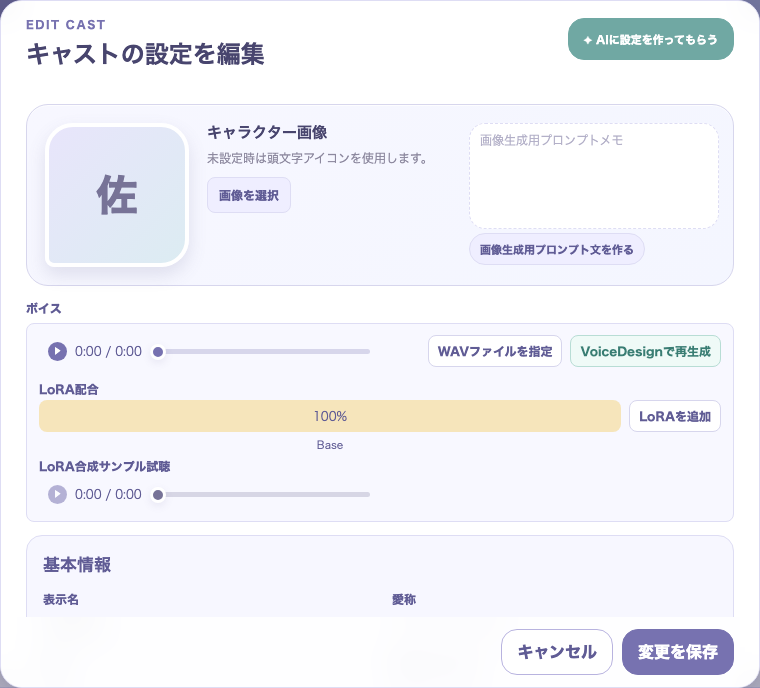 EDIT CAST
キャストの設定を編集
✦ AIに設定を作ってもらう
佐
キャラクター画像
未設定時は頭文字アイコンを使用します。
画像を選択
画像生成用プロンプトメモ
画像生成用プロンプト文を作る
ボイス
0:00 / 0:00
WAVファイルを指定
VoiceDesignで再生成
LoRA配合
100%
LoRAを追加
Base
LoRA合成サンプル試聴
0:00 / 0:00
基本情報
表示名
愛称
キャンセル
変更を保存